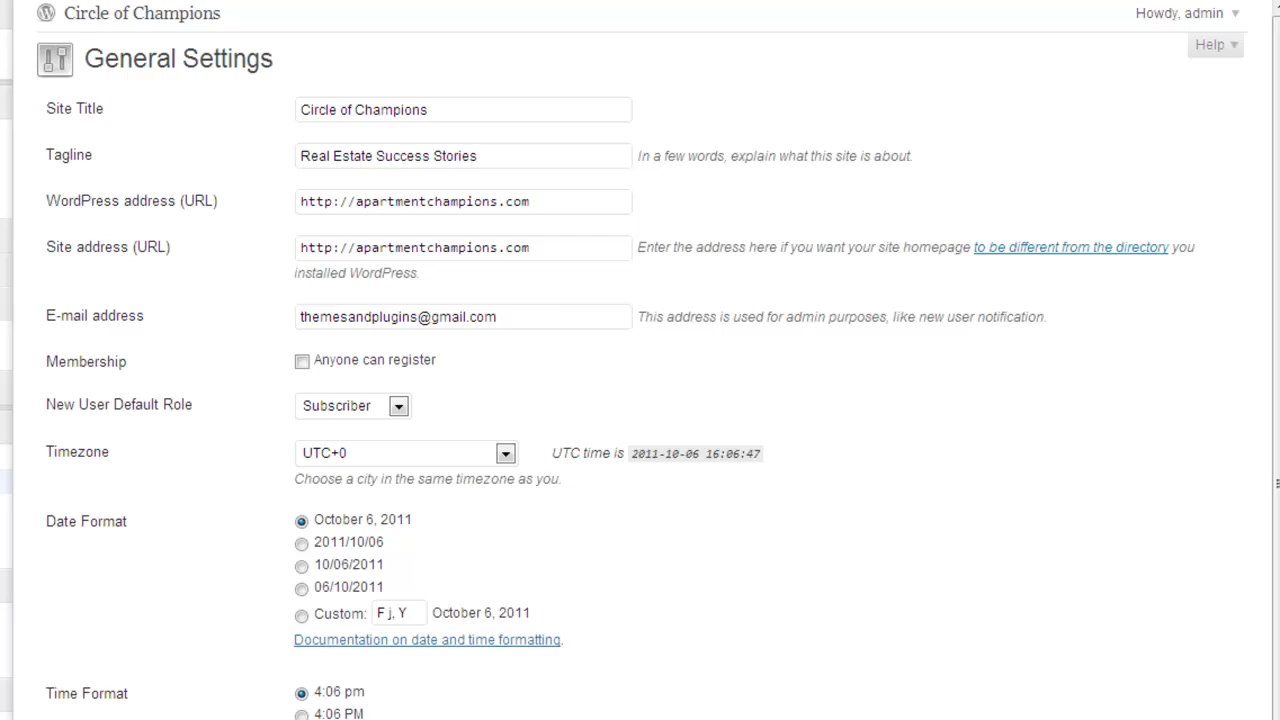 Circle of Champions
Howdy, admin
Help
General Settings
Site Title
Circle of Champions
Tagline
Real Estate Success Stories
In a few words, explain what this site is about.
WordPress address (URL)
http://apartmentchampions.com
Site address (URL)
http://apartmentchampions.com
Enter the address here if you want your site homepage to be different from the directory you
installed WordPress.
E-mail address
themesandplugins@gmail.com
This address is used for admin purposes, like new user notification.
Membership
Anyone can register
New User Default Role
Subscriber
Timezone
UTC+0
UTC time is 2011-10-06 16:06:47
Choose a city in the same timezone as you.
Date Format
October 6, 2011
2011/10/06
10/06/2011
06/10/2011
Custom: F j, Y October 6, 2011
Documentation on date and time formatting.
Time Format
4:06 pm
4:06 PM